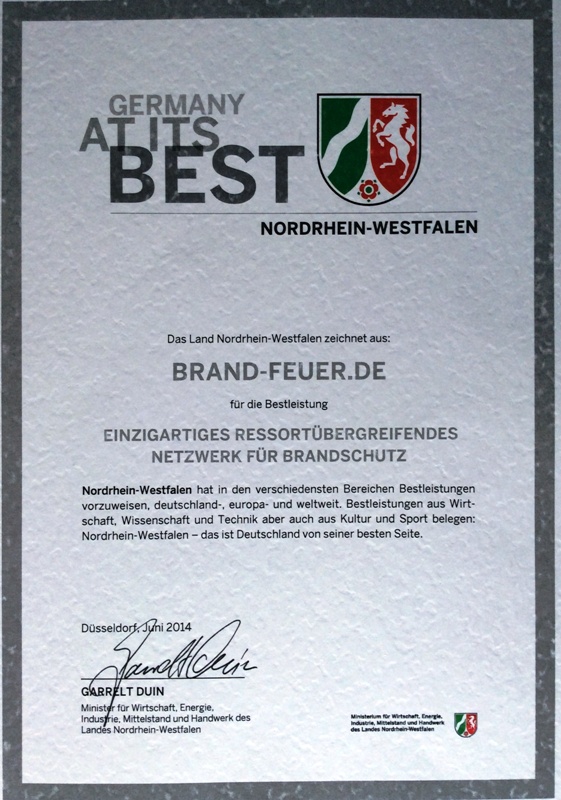 GERMANY
AT ITS
BEST
NORDRHEIN-WESTFALEN
Das Land Nordrhein-Westfalen zeichnet aus:
BRAND-FEUER.DE
für die Bestleistung
EINZIGARTIGES RESSORTÜBERGREIFENDES
NETZWERK FÜR BRANDSCHUTZ
Nordrhein-Westfalen hat in den verschiedensten Bereichen Bestleistungen
vorzuweisen, deutschland-, europa- und weltweit. Bestleistungen aus Wirt-
schaft, Wissenschaft und Technik aber auch aus Kultur und Sport belegen:
Nordrhein-Westfalen – das ist Deutschland von seiner besten Seite.
Düsseldorf, Juni 2014
Garrelt Duin
GARRELT DUIN
Minister für Wirtschaft, Energie,
Industrie, Mittelstand und Handwerk des
Landes Nordrhein-Westfalen
Ministerium für Wirtschaft, Energie,
Industrie, Mittelstand und Handwerk
des Landes Nordrhein-Westfalen